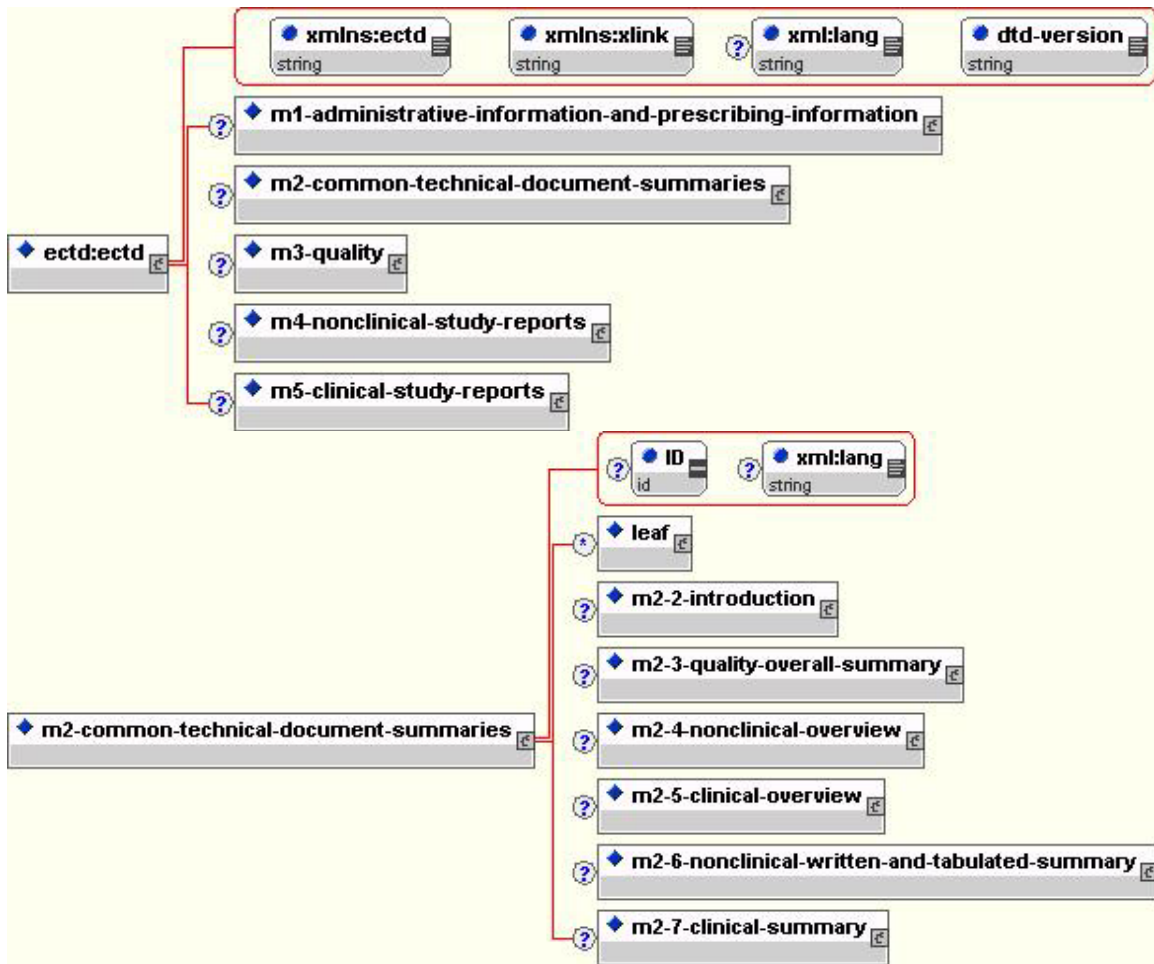 xmlns:ectd
string
xmlns:xlink
string
? xml:lang
string
dtd-version
string
? m1-administrative-information-and-prescribing-information
? m2-common-technical-document-summaries
ectd:ectd
? m3-quality
? m4-nonclinical-study-reports
? m5-clinical-study-reports
? ID
id
? xml:lang
string
* leaf
? m2-2-introduction
? m2-3-quality-overall-summary
m2-common-technical-document-summaries
? m2-4-nonclinical-overview
? m2-5-clinical-overview
? m2-6-nonclinical-written-and-tabulated-summary
? m2-7-clinical-summary